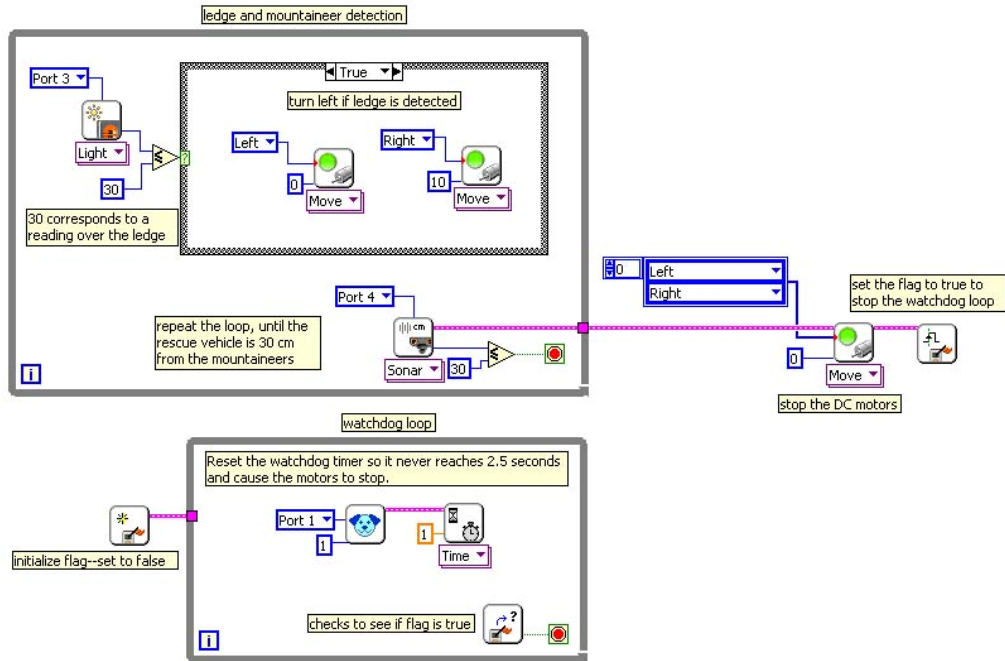 ledge and mountaineer detection
Port 3
True
turn left if ledge is detected
Light
30
Left
0
Move
Right
10
Move
30 corresponds to a
reading over the ledge
Port 4
repeat the loop, until the
rescue vehicle is 30 cm
from the mountaineers
cm
Sonar
30
i
0
Left
Right
set the flag to true to
stop the watchdog loop
0
Move
stop the DC motors
watchdog loop
Reset the watchdog timer so it never reaches 2.5 seconds
and cause the motors to stop.
Port 1
1
1
Time
initialize flag--set to false
checks to see if flag is true
?
i